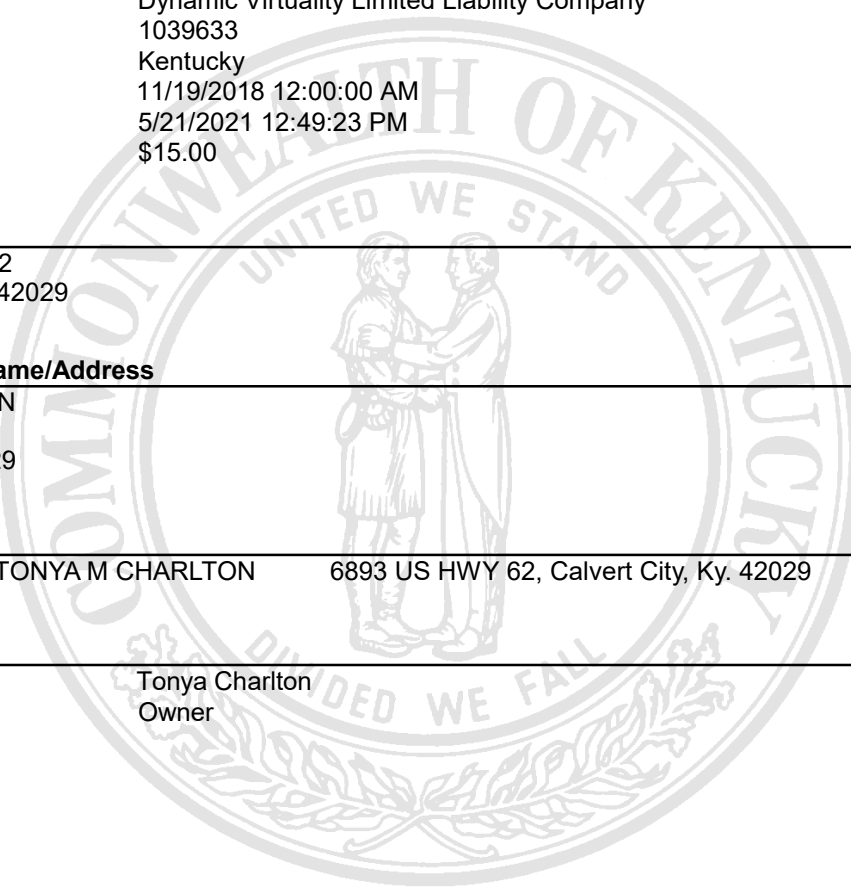 Dynamic Virtuality Limited Liability Company
1039633
Kentucky
11/19/2018 12:00:00 AM
5/21/2021 12:49:23 PM
$15.00
2
42029
ame/Address
N
9
TONYA M CHARLTON 6893 US HWY 62, Calvert City, Ky. 42029
Tonya Charlton
Owner
COMMONWEALTH OF KENTUCKY
UNITED WE STAND
DIVIDED WE FALL